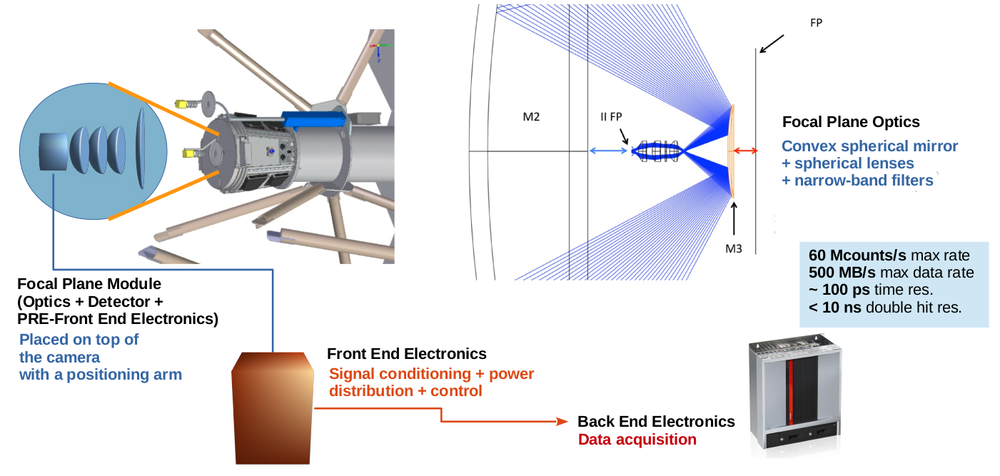 FP
M2
II FP
M3
Focal Plane Optics
Convex spherical mirror
+ spherical lenses
+ narrow-band filters
60 Mcounts/s max rate
500 MB/s max data rate
~ 100 ps time res.
< 10 ns double hit res.
Focal Plane Module
(Optics + Detector +
PRE-Front End Electronics)
Placed on top of
the camera
with a positioning arm
Front End Electronics
Signal conditioning + power
distribution + control
Back End Electronics
Data acquisition